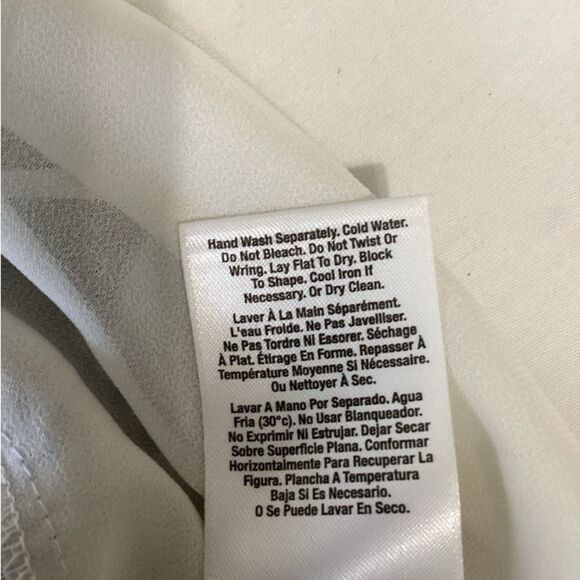 Hand Wash Separately. Cold Water.
Do Not Bleach. Do Not Twist Or
Wring. Lay Flat To Dry. Block
To Shape. Cool Iron If
Necessary. Or Dry Clean.
Laver À La Main Séparément.
L'eau Froide. Ne Pas Javelliser.
Ne Pas Tordre Ni Essorer. Séchage
À Plat. Étirage En Forme. Repasser À
Température Moyenne Si Nécessaire.
Ou Nettoyer À Sec.
Lavar A Mano Por Separado. Agua
Fria (30°c). No Usar Blanqueador.
No Exprimir Ni Estrujar. Dejar Secar
Sobre Superficie Plana. Conformar
Horizontalmente Para Recuperar La
Figura. Plancha A Temperatura
Baja Si Es Necesario.
O Se Puede Lavar En Seco.